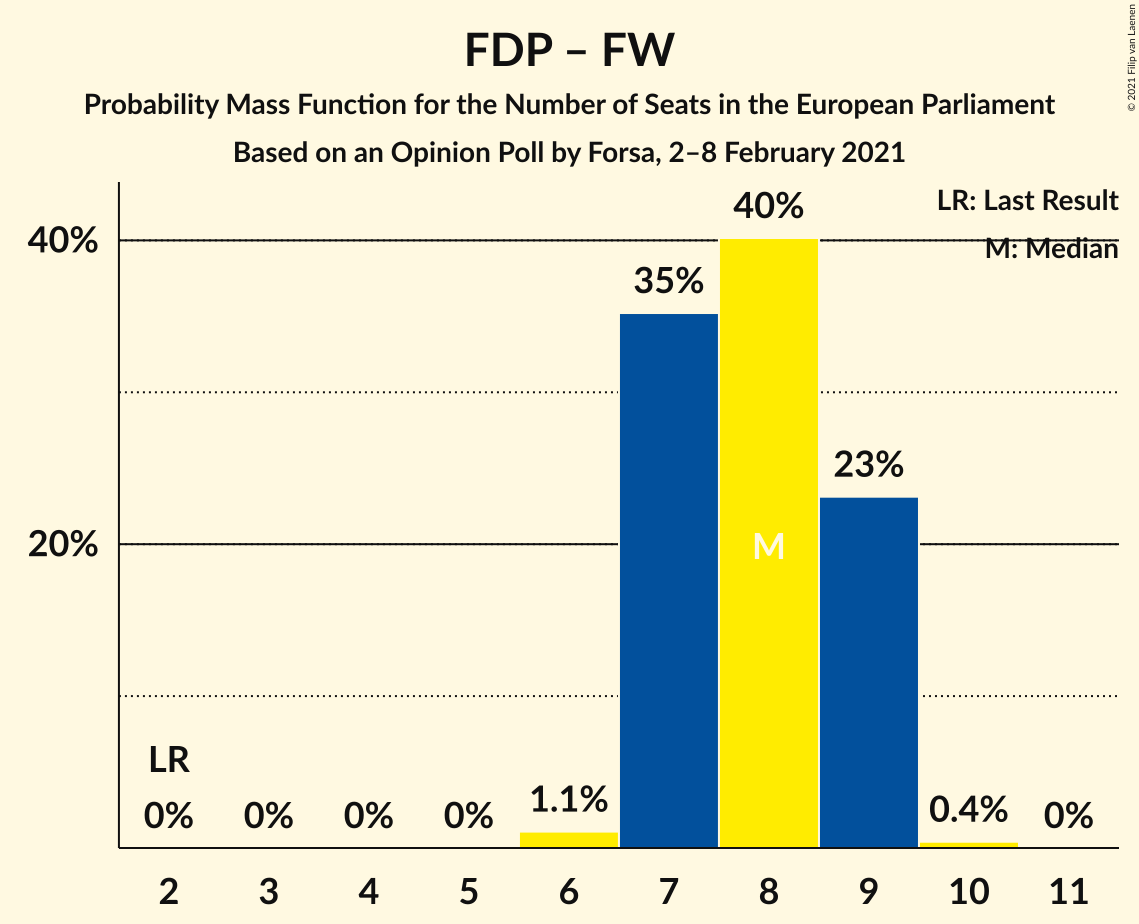 FDP – FW
Probability Mass Function for the Number of Seats in the European Parliament
Based on an Opinion Poll by Forsa, 2–8 February 2021
© 2021 Filip van Laenen
LR: Last Result
M: Median
40%
20%
40%
35%
23%
M
LR
0%
0%
0%
0%
1.1%
0.4%
0%
2
3
4
5
6
7
8
9
10
11